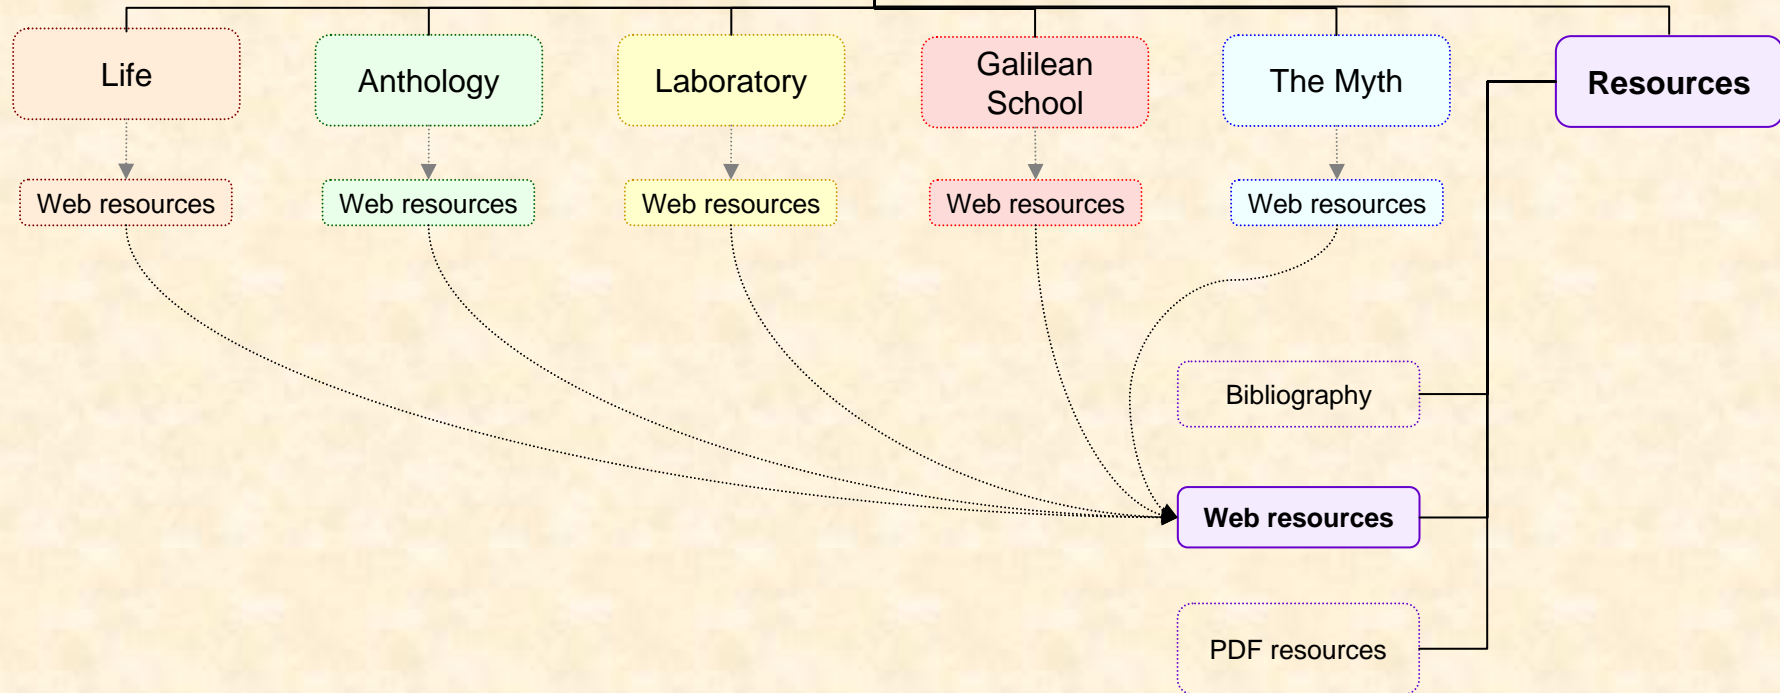 Life
Anthology
Laboratory
Galilean
School
The Myth
Resources
Web resources
Web resources
Web resources
Web resources
Web resources
Bibliography
Web resources
PDF resources